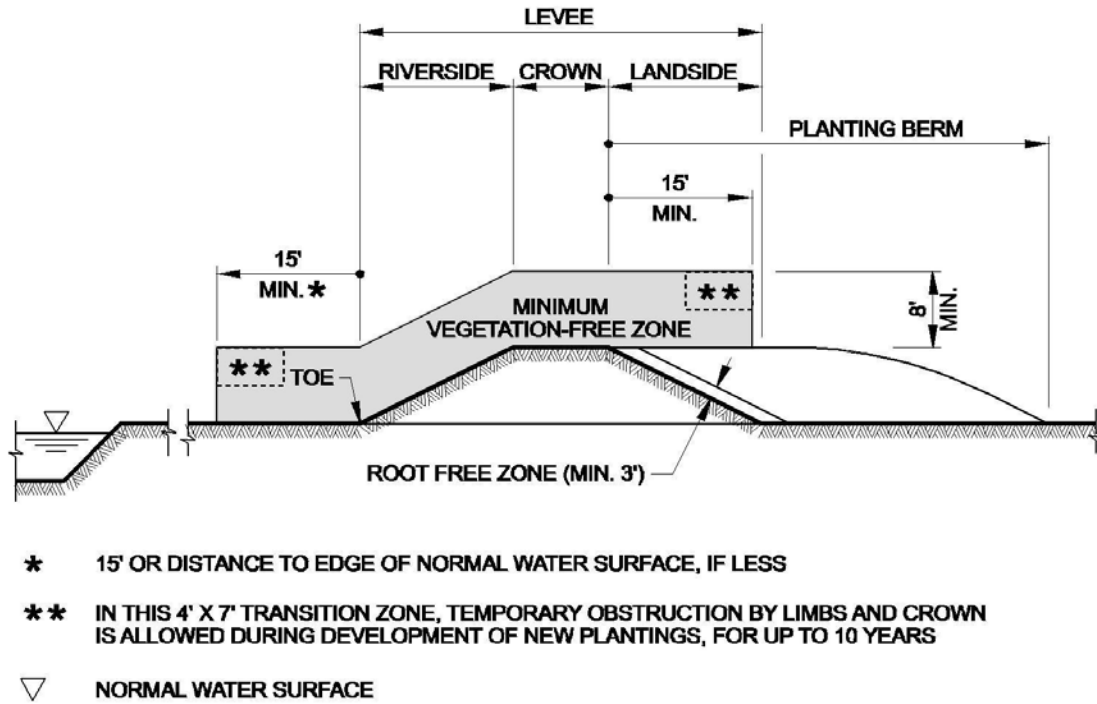 LEVEE
RIVERSIDE CROWN LANDSIDE
PLANTING BERM
15'
MIN.
15'
MIN.*
MINIMUM
VEGETATION-FREE ZONE
**
8'
MIN.
**
TOE
ROOT FREE ZONE (MIN. 3')
* 15' OR DISTANCE TO EDGE OF NORMAL WATER SURFACE, IF LESS
** IN THIS 4' X 7' TRANSITION ZONE, TEMPORARY OBSTRUCTION BY LIMBS AND CROWN
IS ALLOWED DURING DEVELOPMENT OF NEW PLANTINGS, FOR UP TO 10 YEARS
NORMAL WATER SURFACE